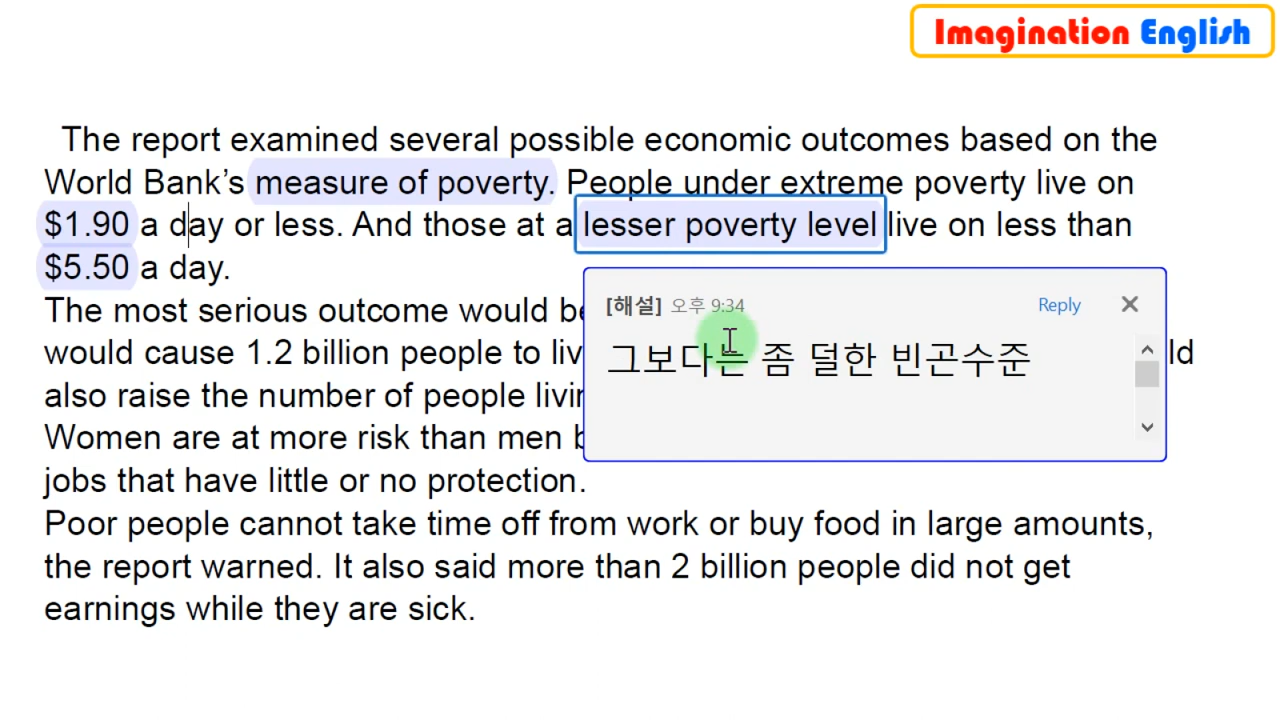 Imagination English
The report examined several possible economic outcomes based on the
World Bank’s measure of poverty. People under extreme poverty live on
$1.90 a day or less. And those at a lesser poverty level live on less than
$5.50 a day.
The most serious outcome would be
[해설] 오후 9:34 Reply
would cause 1.2 billion people to
그보다는 좀 덜한 빈곤수준
also raise the number of people
Women are at more risk than men
jobs that have little or no protection.
Poor people cannot take time off from work or buy food in large amounts,
the report warned. It also said more than 2 billion people did not get
earnings while they are sick.